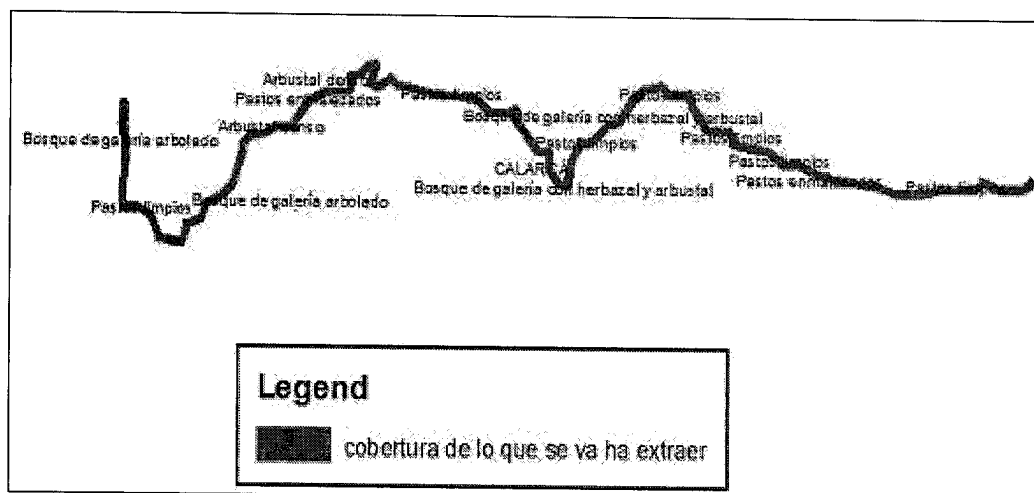 Arbustal
Pastos enmalezados
Pastos limpios
Pastos limpios
Bosque de galería arbolado
Arbustal denso
Bosque de galería con herbazal y arbustal
Pastos limpios
Pastos limpios
CALARCA
Pastos limpios
Bosque de galería con herbazal y arbustal
Pastos enmalezados
Pastos limpios
Bosque de galería arbolado
Pastos
Legend
cobertura de lo que se va ha extraer